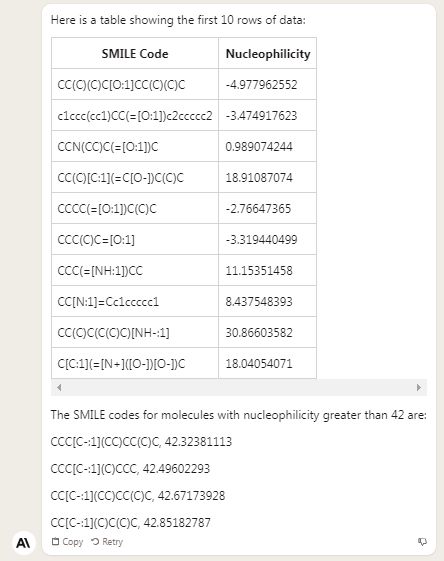 Here is a table showing the first 10 rows of data:
SMILE Code Nucleophilicity
CC(C)(C)C[O:1]CC(C)(C)C -4.977962552
c1ccc(cc1)CC(=[O:1])c2ccccc2 -3.474917623
CCN(CC)C(=[O:1])C 0.989074244
CC(C)[C:1](=C[O-])C(C)C 18.91087074
CCCC(=[O:1])C(C)C -2.76647365
CCC(C)C=[O:1] -3.319440499
CCC(=[NH:1])CC 11.15351458
CC[N:1]=Cc1ccccc1 8.437548393
CC(C)C(C(C)C)[NH-:1] 30.86603582
C[C:1](=[N+]([O-])[O-])C 18.04054071
The SMILE codes for molecules with nucleophilicity greater than 42 are:
CCC[C-:1](CC)CC(C)C, 42.32381113
CCC[C-:1](C)CCC, 42.49602293
CC[C-:1](CC)CC(C)C, 42.67173928
CC[C-:1](C)C(C)C, 42.85182787
A\ Copy Retry